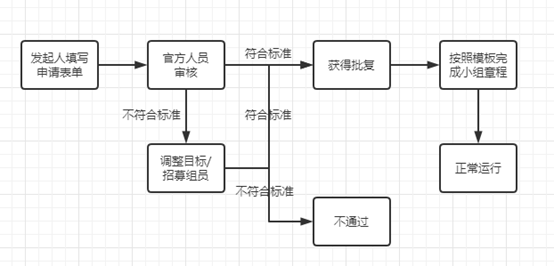 符合标准
发起人填写
申请表单
官方人员
审核
获得批复
按照模板完
成小组章程
不符合标准
符合标准
调整目标/
招募组员
正常运行
不符合标准
不通过